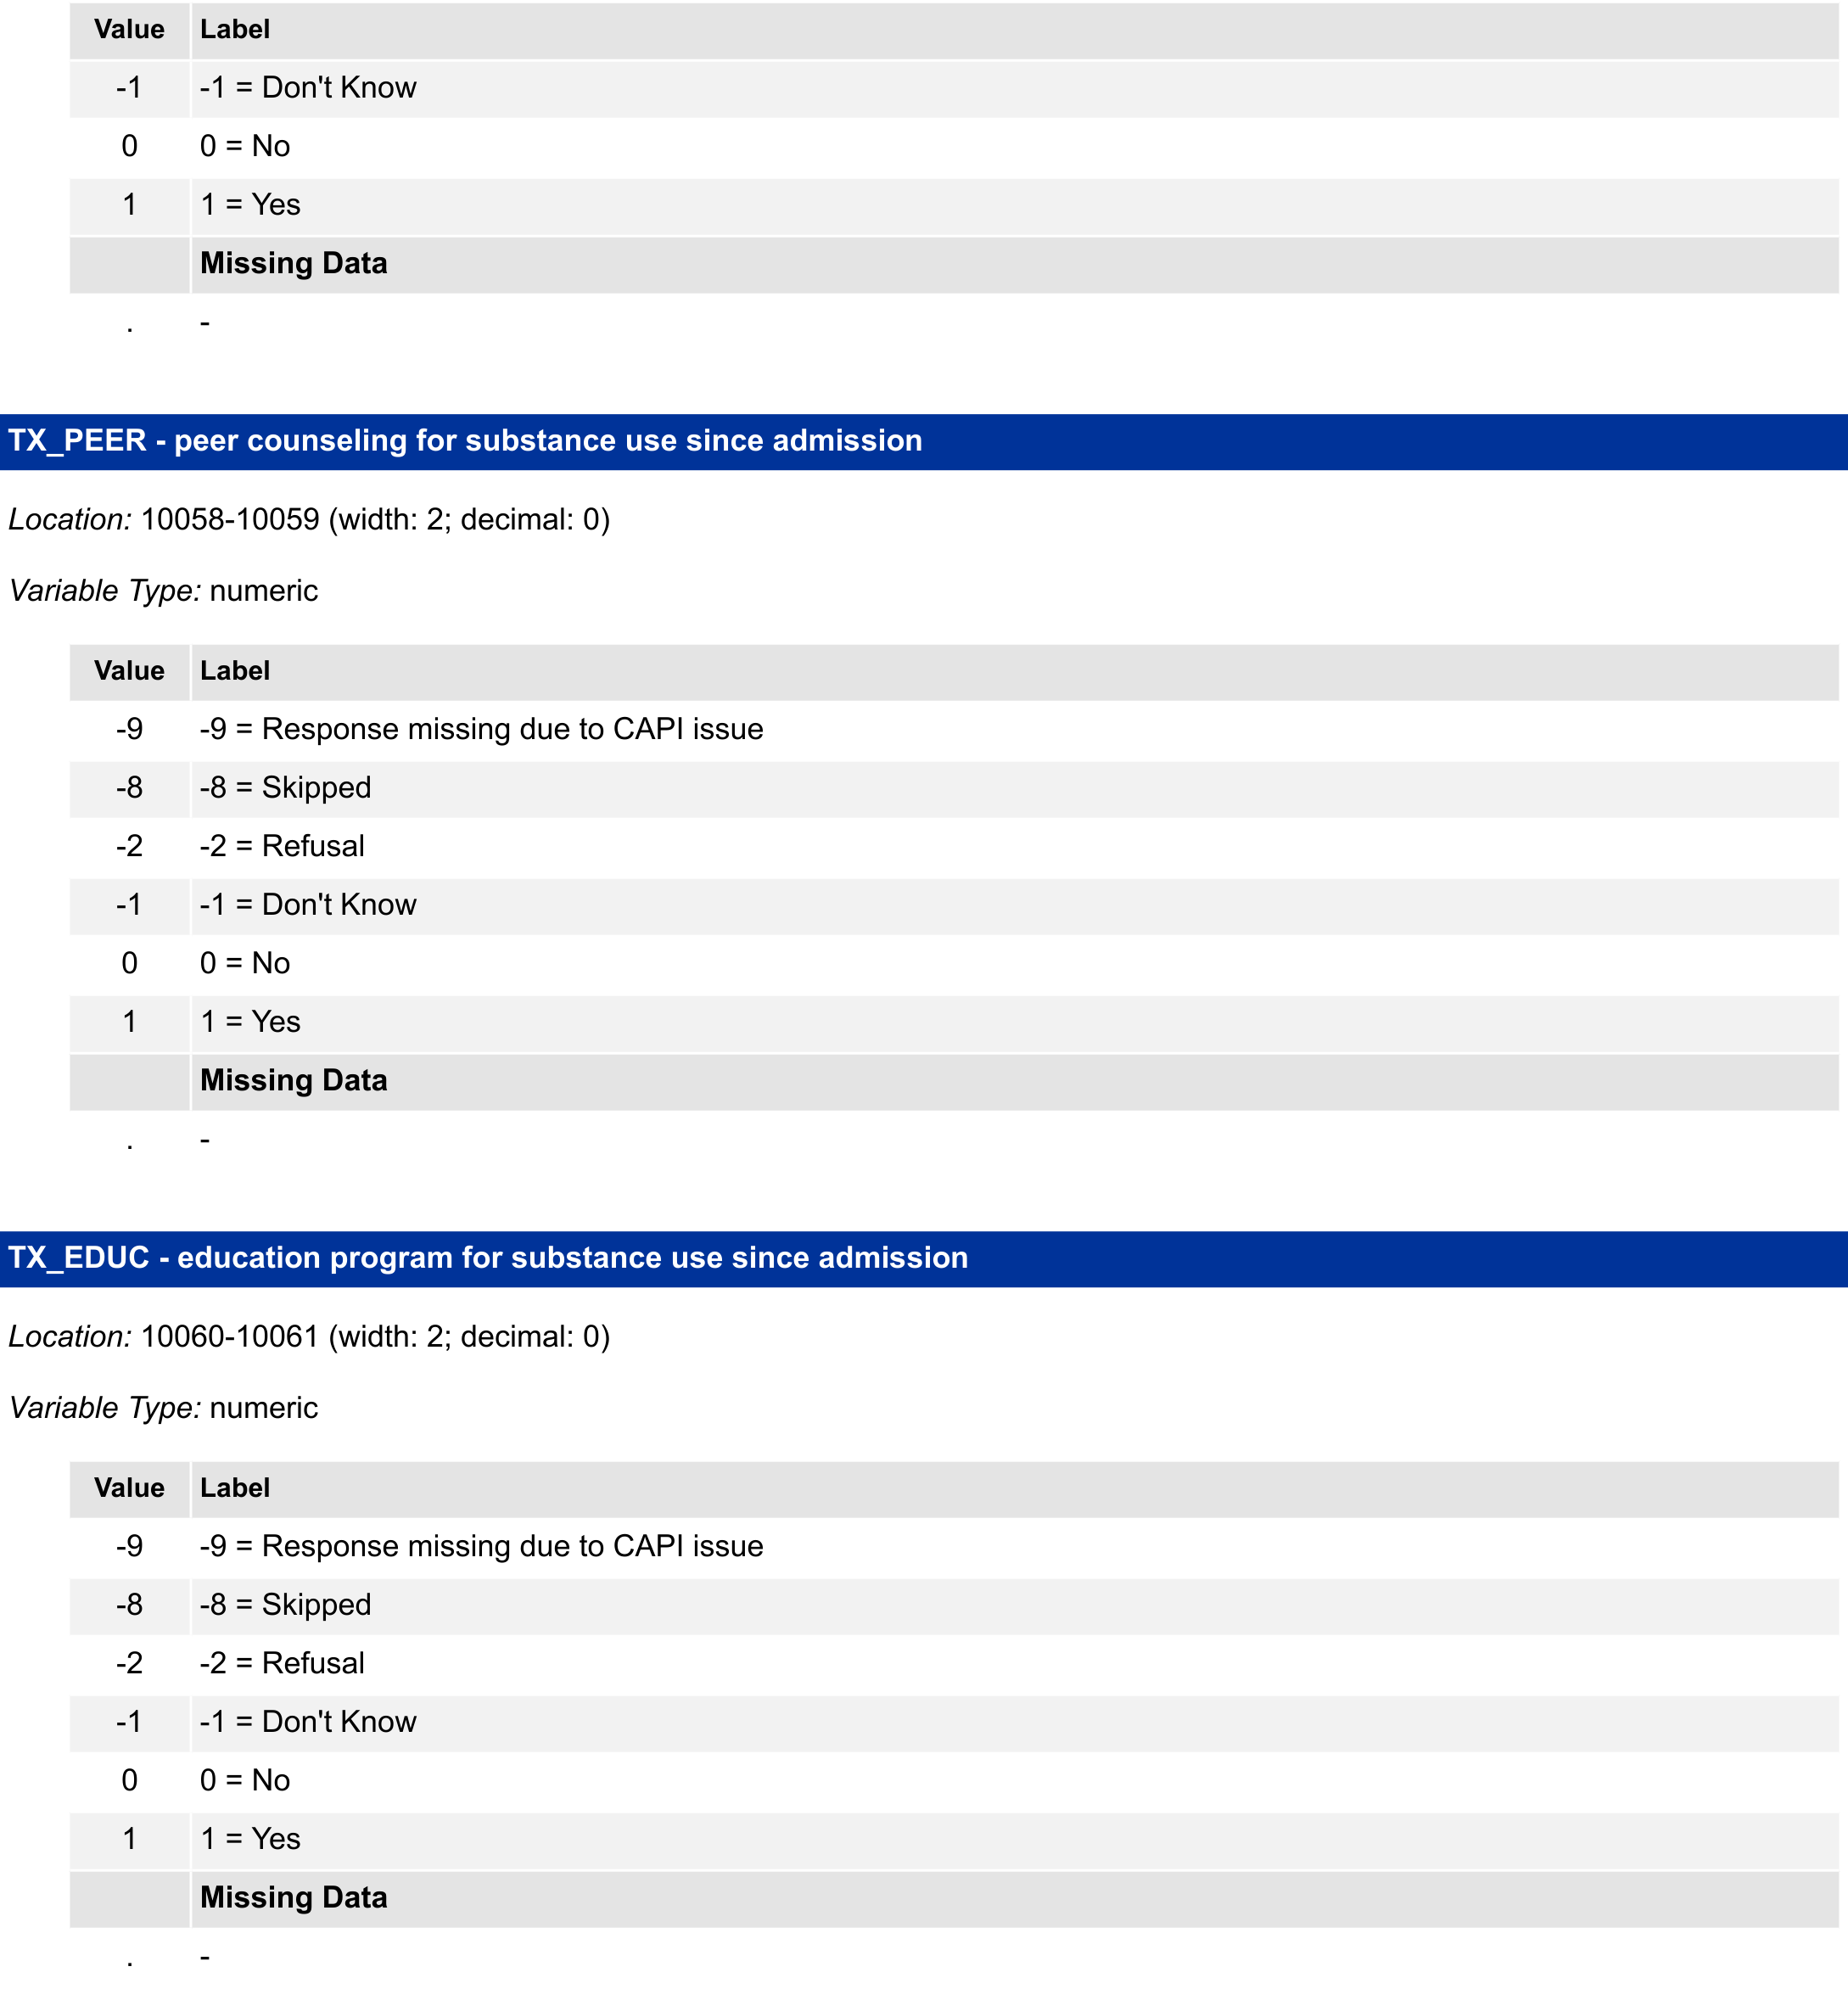 Value Label
-1 -1 = Don't Know
0 0 = No
1 1 = Yes
Missing Data
. -
TX_PEER - peer counseling for substance use since admission
Location: 10058-10059 (width: 2; decimal: 0)
Variable Type: numeric
Value Label
-9 -9 = Response missing due to CAPI issue
-8 -8 = Skipped
-2 -2 = Refusal
-1 -1 = Don't Know
0 0 = No
1 1 = Yes
Missing Data
. -
TX_EDUC - education program for substance use since admission
Location: 10060-10061 (width: 2; decimal: 0)
Variable Type: numeric
Value Label
-9 -9 = Response missing due to CAPI issue
-8 -8 = Skipped
-2 -2 = Refusal
-1 -1 = Don't Know
0 0 = No
1 1 = Yes
Missing Data
. -